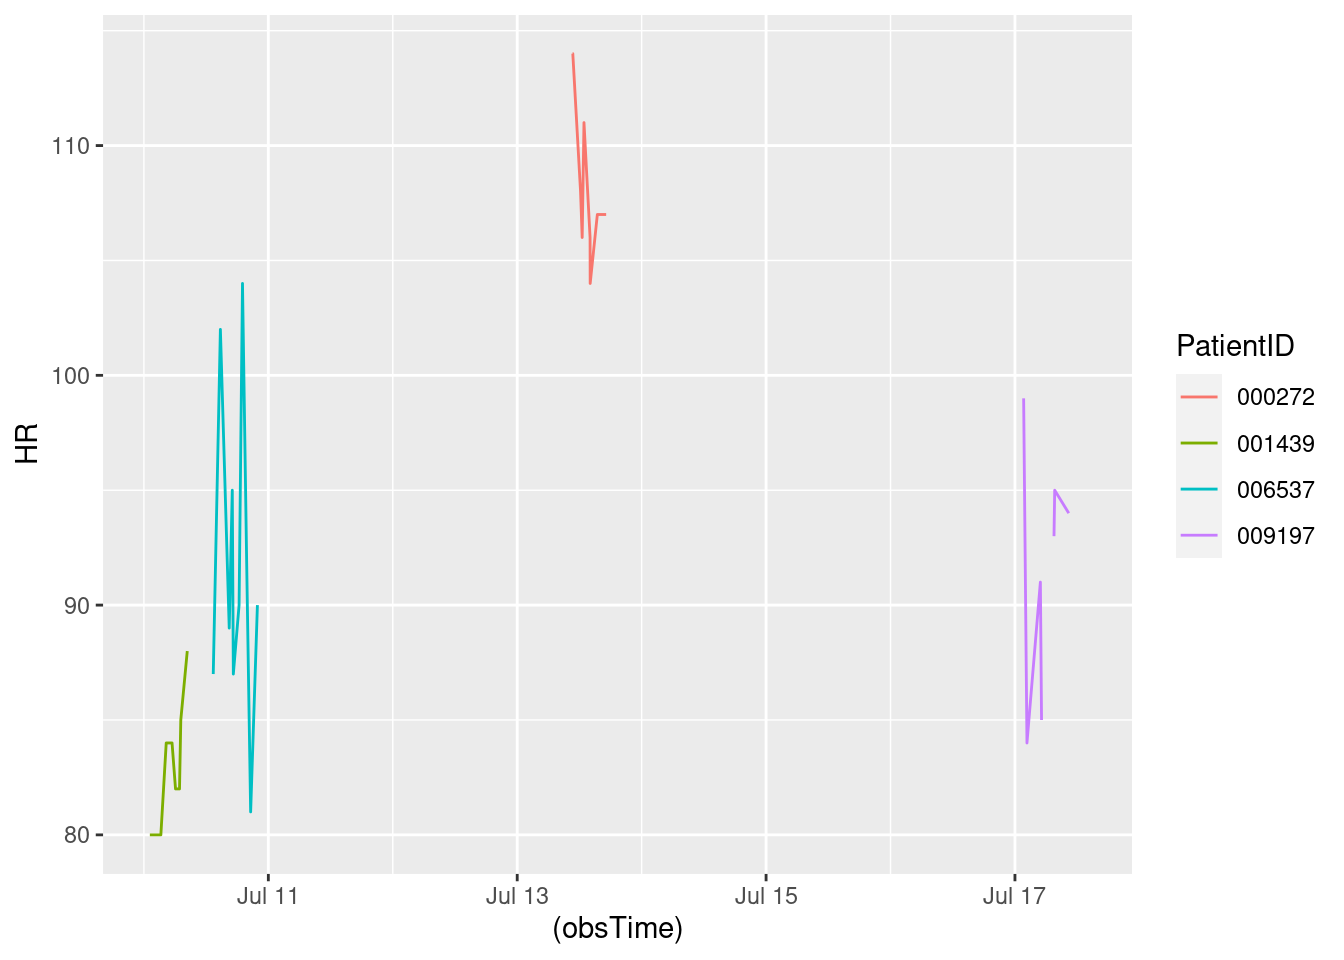 110
100
90
80
HR
Jul 11
Jul 13
Jul 15
Jul 17
(obsTime)
PatientID
000272
001439
006537
009197